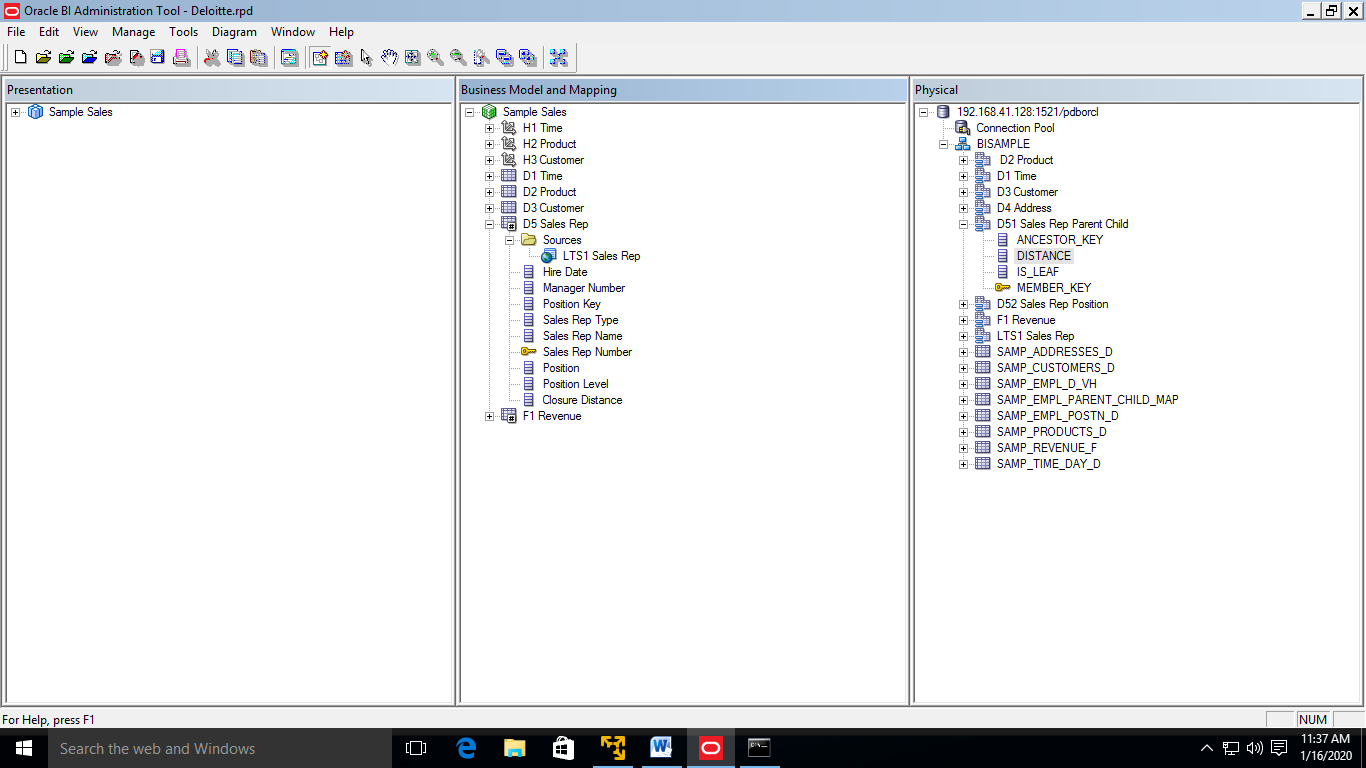 Oracle BI Administration Tool - Deloitte.rpd
File Edit View Manage Tools Diagram Window Help
Presentation
Sample Sales
Business Model and Mapping
Sample Sales
H1 Time
H2 Product
H3 Customer
D1 Time
D2 Product
D3 Customer
D5 Sales Rep
Sources
LTS1 Sales Rep
Hire Date
Manager Number
Position Key
Sales Rep Type
Sales Rep Name
Sales Rep Number
Position
Position Level
Closure Distance
F1 Revenue
Physical
192.168.41.128:1521/pdborcl
Connection Pool
BISAMPLE
D2 Product
D1 Time
D3 Customer
D4 Address
D51 Sales Rep Parent Child
ANCESTOR_KEY
DISTANCE
IS_LEAF
MEMBER_KEY
D52 Sales Rep Position
F1 Revenue
LTS1 Sales Rep
SAMP_ADDRESSES_D
SAMP_CUSTOMERS_D
SAMP_EMPL_D_VH
SAMP_EMPL_PARENT_CHILD_MAP
SAMP_EMPL_POSTN_D
SAMP_PRODUCTS_D
SAMP_REVENUE_F
SAMP_TIME_DAY_D
For Help, press F1
NUM
Search the web and Windows
11:37 AM
1/16/2020